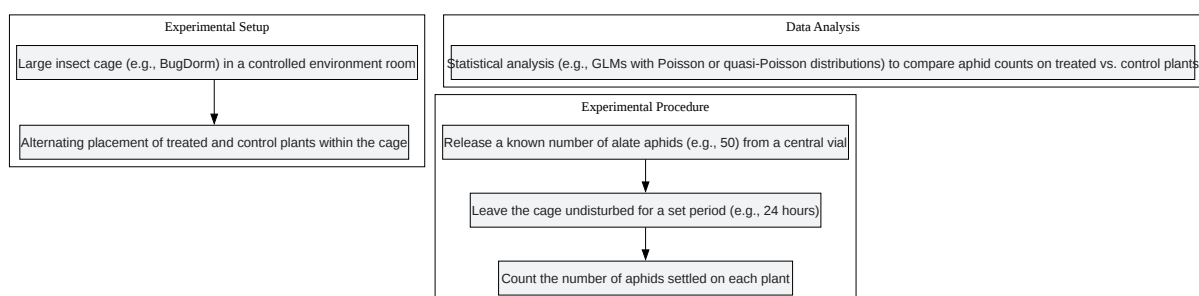 Experimental Setup
Large insect cage (e.g., BugDorm) in a controlled environment room
Alternating placement of treated and control plants within the cage
Data Analysis
Statistical analysis (e.g., GLMs with Poisson or quasi-Poisson distributions) to compare aphid counts on treated vs. control plants
Experimental Procedure
Release a known number of alate aphids (e.g., 50) from a central vial
Leave the cage undisturbed for a set period (e.g., 24 hours)
Count the number of aphids settled on each plant